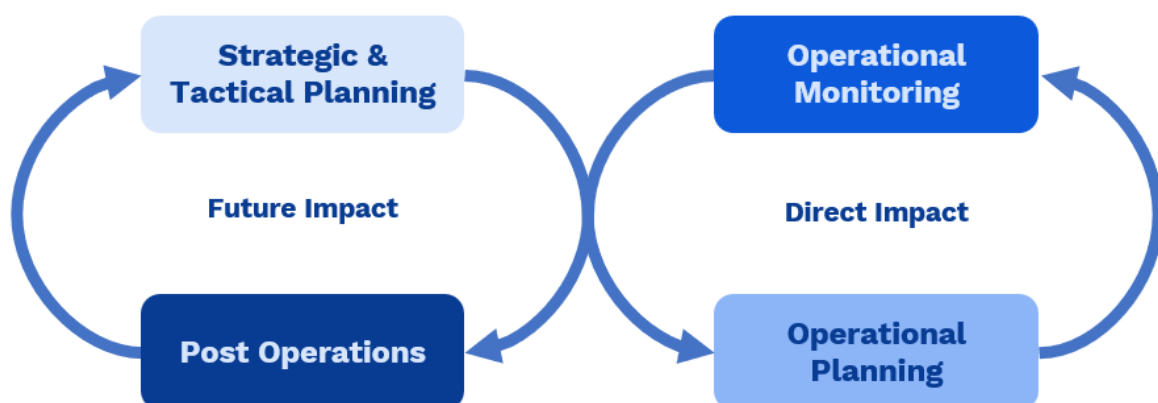 Strategic &
Tactical Planning
Operational
Monitoring
Future Impact
Direct Impact
Post Operations
Operational
Planning